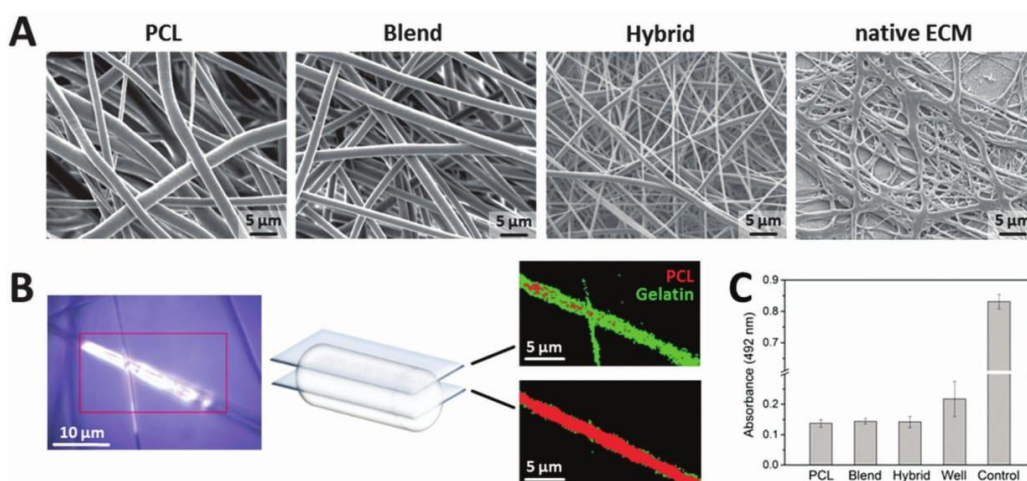 A
PCL
Blend
Hybrid
native ECM
5 µm
5 µm
5 µm
5 µm
B
10 µm
PCL
Gelatin
5 µm
5 µm
C
Absorbance (492 nm)
0.9
0.8
0.7
0.2
0.1
0.0
PCL
Blend
Hybrid
Well
Control